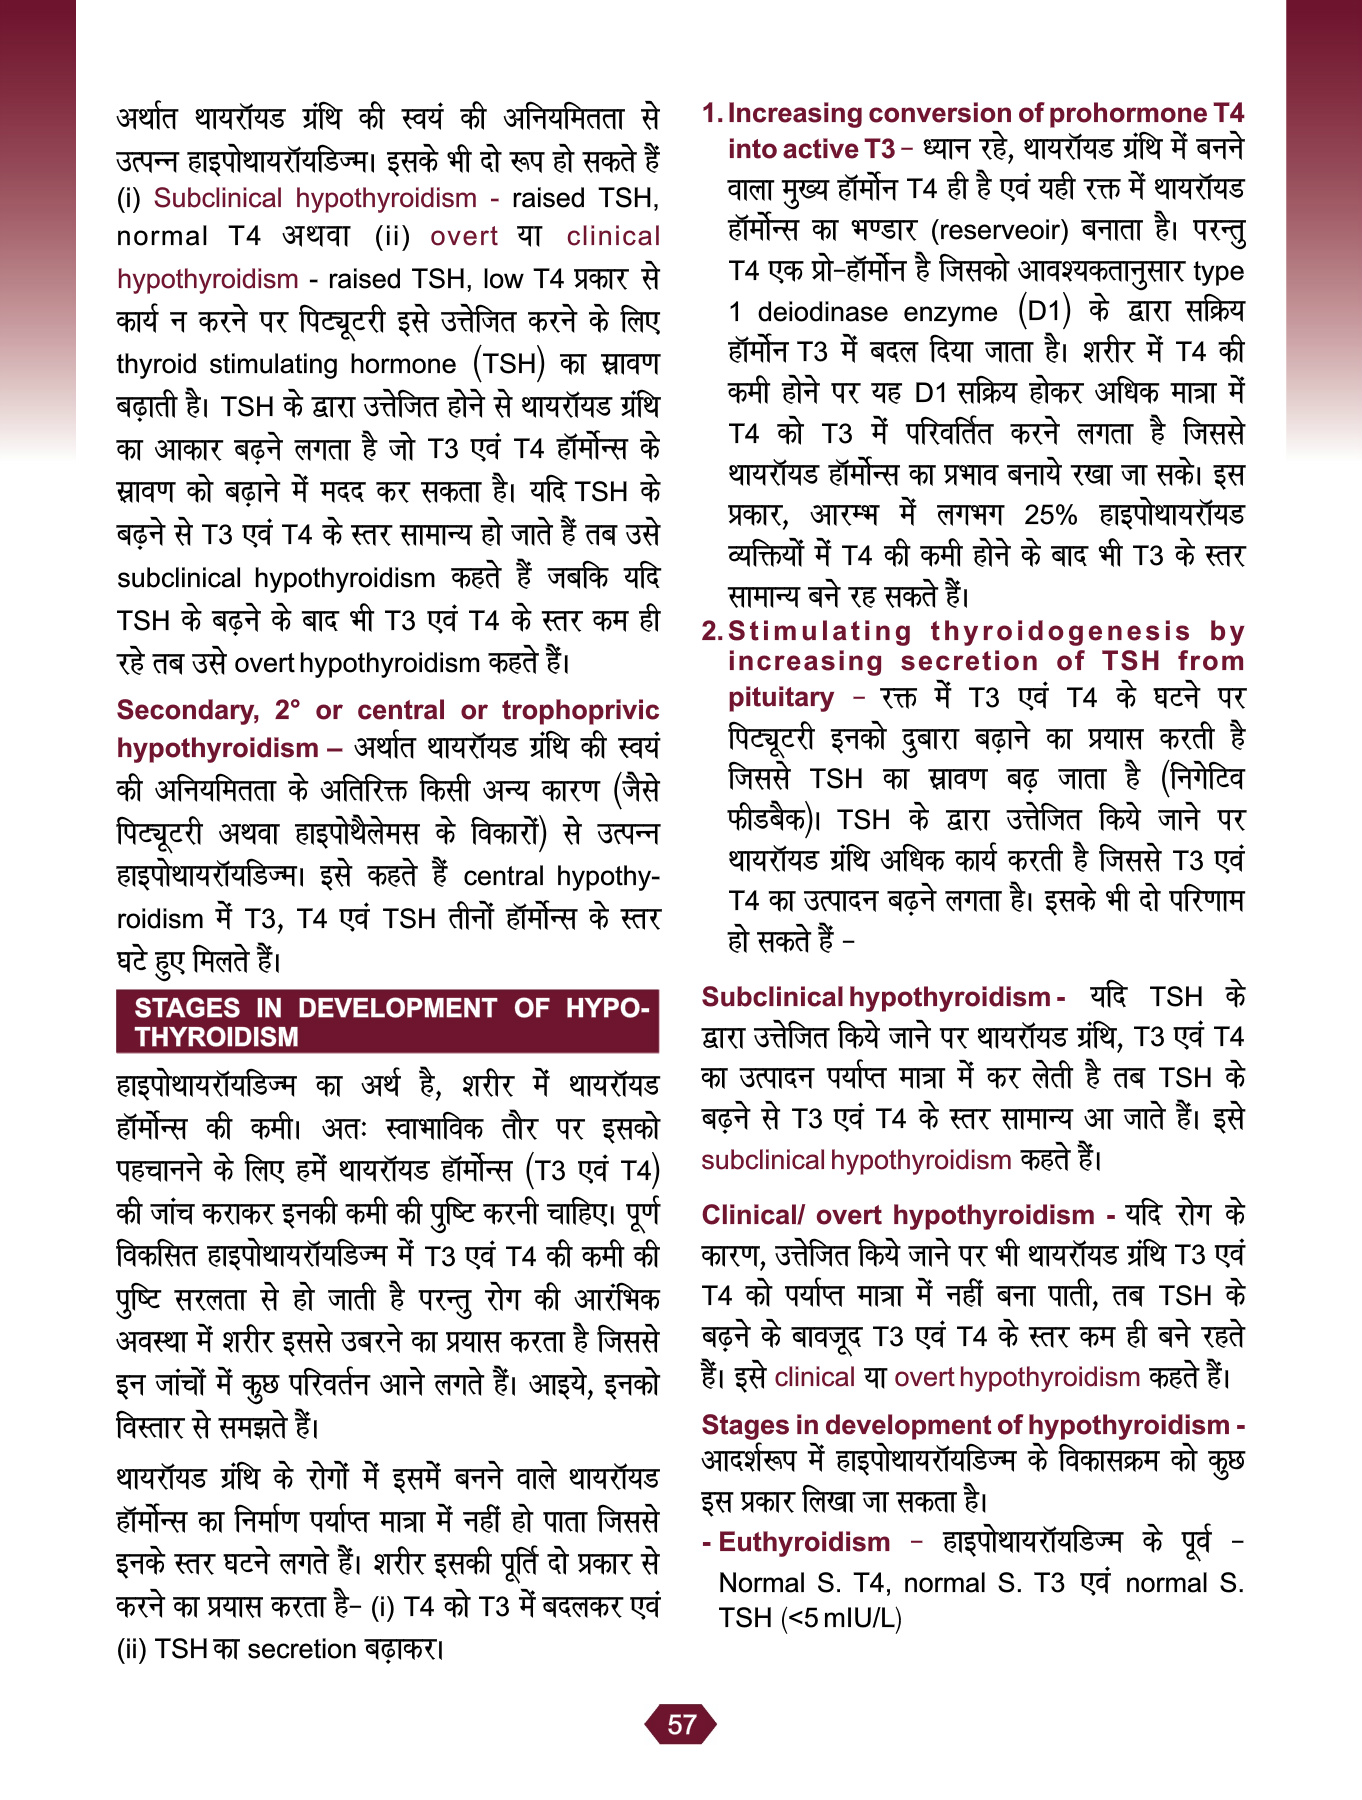 अर्थात थायरॉयड ग्रंथि की स्वयं की अनियमितता से
उत्पन्न हाइपोथायरॉयडिज्म। इसके भी दो रूप हो सकते हैं
(i) Subclinical hypothyroidism - raised TSH,
normal T4 अथवा (ii) overt या clinical
hypothyroidism - raised TSH, low T4 प्रकार से
कार्य न करने पर पिट्यूटरी इसे उत्तेजित करने के लिए
thyroid stimulating hormone (TSH) का स्रावण
बढ़ाती है। TSH के द्वारा उत्तेजित होने से थायरॉयड ग्रंथि
का आकार बढ़ने लगता है जो T3 एवं T4 हॉर्मोन्स के
स्रावण को बढ़ाने में मदद कर सकता है। यदि TSH के
बढ़ने से T3 एवं T4 के स्तर सामान्य हो जाते हैं तब उसे
subclinical hypothyroidism कहते हैं जबकि यदि
TSH के बढ़ने के बाद भी T3 एवं T4 के स्तर कम ही
रहे तब उसे overt hypothyroidism कहते हैं।
Secondary, 2° or central or trophoprivic
hypothyroidism – अर्थात थायरॉयड ग्रंथि की स्वयं
की अनियमितता के अतिरिक्त किसी अन्य कारण (जैसे
पिट्यूटरी अथवा हाइपोथैलेमस के विकारों) से उत्पन्न
हाइपोथायरॉयडिज्म। इसे कहते हैं central hypothy-
roidism में T3, T4 एवं TSH तीनों हॉर्मोन्स के स्तर
घटे हुए मिलते हैं।
STAGES IN DEVELOPMENT OF HYPO-
THYROIDISM
हाइपोथायरॉयडिज्म का अर्थ है, शरीर में थायरॉयड
हॉर्मोन्स की कमी। अतः स्वाभाविक तौर पर इसको
पहचानने के लिए हमें थायरॉयड हॉर्मोन्स (T3 एवं T4)
की जांच कराकर इनकी कमी की पुष्टि करनी चाहिए। पूर्ण
विकसित हाइपोथायरॉयडिज्म में T3 एवं T4 की कमी की
पुष्टि सरलता से हो जाती है परन्तु रोग की आरंभिक
अवस्था में शरीर इससे उबरने का प्रयास करता है जिससे
इन जांचों में कुछ परिवर्तन आने लगते हैं। आइये, इनको
विस्तार से समझते हैं।
थायरॉयड ग्रंथि के रोगों में इसमें बनने वाले थायरॉयड
हॉर्मोन्स का निर्माण पर्याप्त मात्रा में नहीं हो पाता जिससे
इनके स्तर घटने लगते हैं। शरीर इसकी पूर्ति दो प्रकार से
करने का प्रयास करता है– (i) T4 को T3 में बदलकर एवं
(ii) TSH का secretion बढ़ाकर।
1. Increasing conversion of prohormone T4
into active T3 – ध्यान रहे, थायरॉयड ग्रंथि में बनने
वाला मुख्य हॉर्मोन T4 ही है एवं यही रक्त में थायरॉयड
हॉर्मोन्स का भण्डार (reserveoir) बनाता है। परन्तु
T4 एक प्रो-हॉर्मोन है जिसको आवश्यकतानुसार type
1 deiodinase enzyme (D1) के द्वारा सक्रिय
हॉर्मोन T3 में बदल दिया जाता है। शरीर में T4 की
कमी होने पर यह D1 सक्रिय होकर अधिक मात्रा में
T4 को T3 में परिवर्तित करने लगता है जिससे
थायरॉयड हॉर्मोन्स का प्रभाव बनाये रखा जा सके। इस
प्रकार, आरम्भ में लगभग 25% हाइपोथायरॉयड
व्यक्तियों में T4 की कमी होने के बाद भी T3 के स्तर
सामान्य बने रह सकते हैं।
2. Stimulating thyroidogenesis by
increasing secretion of TSH from
pituitary – रक्त में T3 एवं T4 के घटने पर
पिट्यूटरी इनको दुबारा बढ़ाने का प्रयास करती है
जिससे TSH का स्रावण बढ़ जाता है (निगेटिव
फीडबैक)। TSH के द्वारा उत्तेजित किये जाने पर
थायरॉयड ग्रंथि अधिक कार्य करती है जिससे T3 एवं
T4 का उत्पादन बढ़ने लगता है। इसके भी दो परिणाम
हो सकते हैं –
Subclinical hypothyroidism - यदि TSH के
द्वारा उत्तेजित किये जाने पर थायरॉयड ग्रंथि, T3 एवं T4
का उत्पादन पर्याप्त मात्रा में कर लेती है तब TSH के
बढ़ने से T3 एवं T4 के स्तर सामान्य आ जाते हैं। इसे
subclinical hypothyroidism कहते हैं।
Clinical/ overt hypothyroidism - यदि रोग के
कारण, उत्तेजित किये जाने पर भी थायरॉयड ग्रंथि T3 एवं
T4 को पर्याप्त मात्रा में नहीं बना पाती, तब TSH के
बढ़ने के बावजूद T3 एवं T4 के स्तर कम ही बने रहते
हैं। इसे clinical या overt hypothyroidism कहते हैं।
Stages in development of hypothyroidism -
आदर्शरूप में हाइपोथायरॉयडिज्म के विकासक्रम को कुछ
इस प्रकार लिखा जा सकता है।
- Euthyroidism – हाइपोथायरॉयडिज्म के पूर्व –
Normal S. T4, normal S. T3 एवं normal S.
TSH (<5 mIU/L)
57